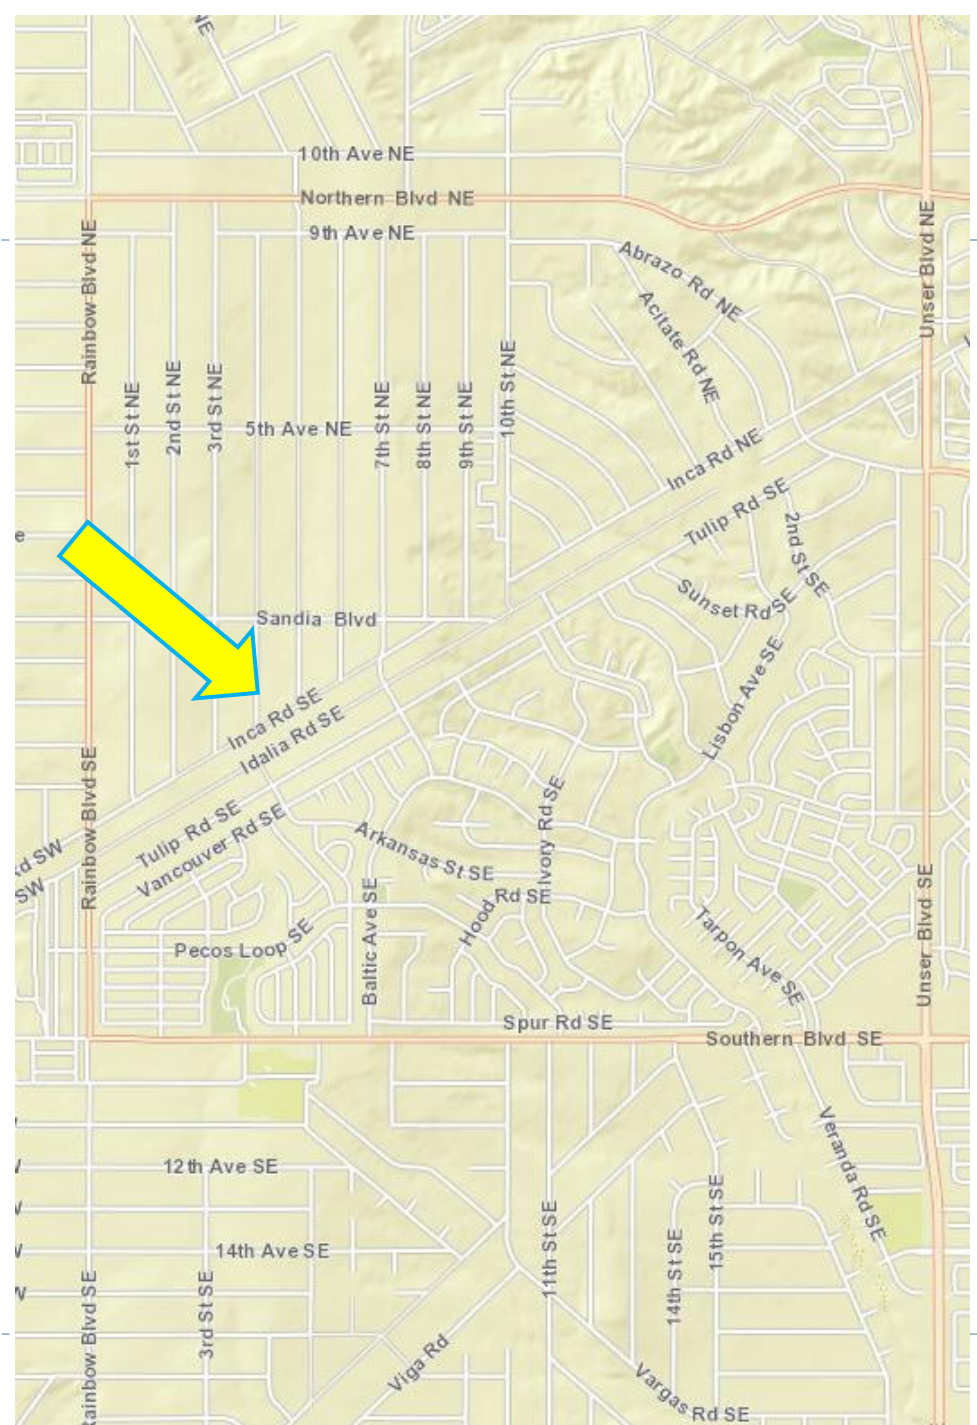 NE
10th Ave NE
Northern Blvd NE
9th Ave NE
Rainbow Blvd NE
Unser Blvd NE
Abrazo Rd NE
Acitate Rd NE
1st St NE
2nd St NE
3rd St NE
5th Ave NE
7th St NE
8th St NE
9th St NE
10th St NE
Inca Rd NE
Tulip Rd SE
2nd St SE
e
Sunset Rd SE
Sandia Blvd
Lisbon Ave SE
Inca Rd SE
Idalia Rd SE
Rainbow Blvd SE
Tulip Rd SE
Vancouver Rd SE
Arkansas St SE
Ivory Rd SE
Rd SW
SW
Hood Rd SE
Baltic Ave SE
Pecos Loop SE
Tarpon Ave SE
Unser Blvd SE
Spur Rd SE
Southern Blvd SE
Veranda Rd SE
12th Ave SE
14th Ave SE
11th St SE
14th St SE
15th St SE
Rainbow Blvd SE
3rd St SE
Viga Rd
Vargas Rd SE